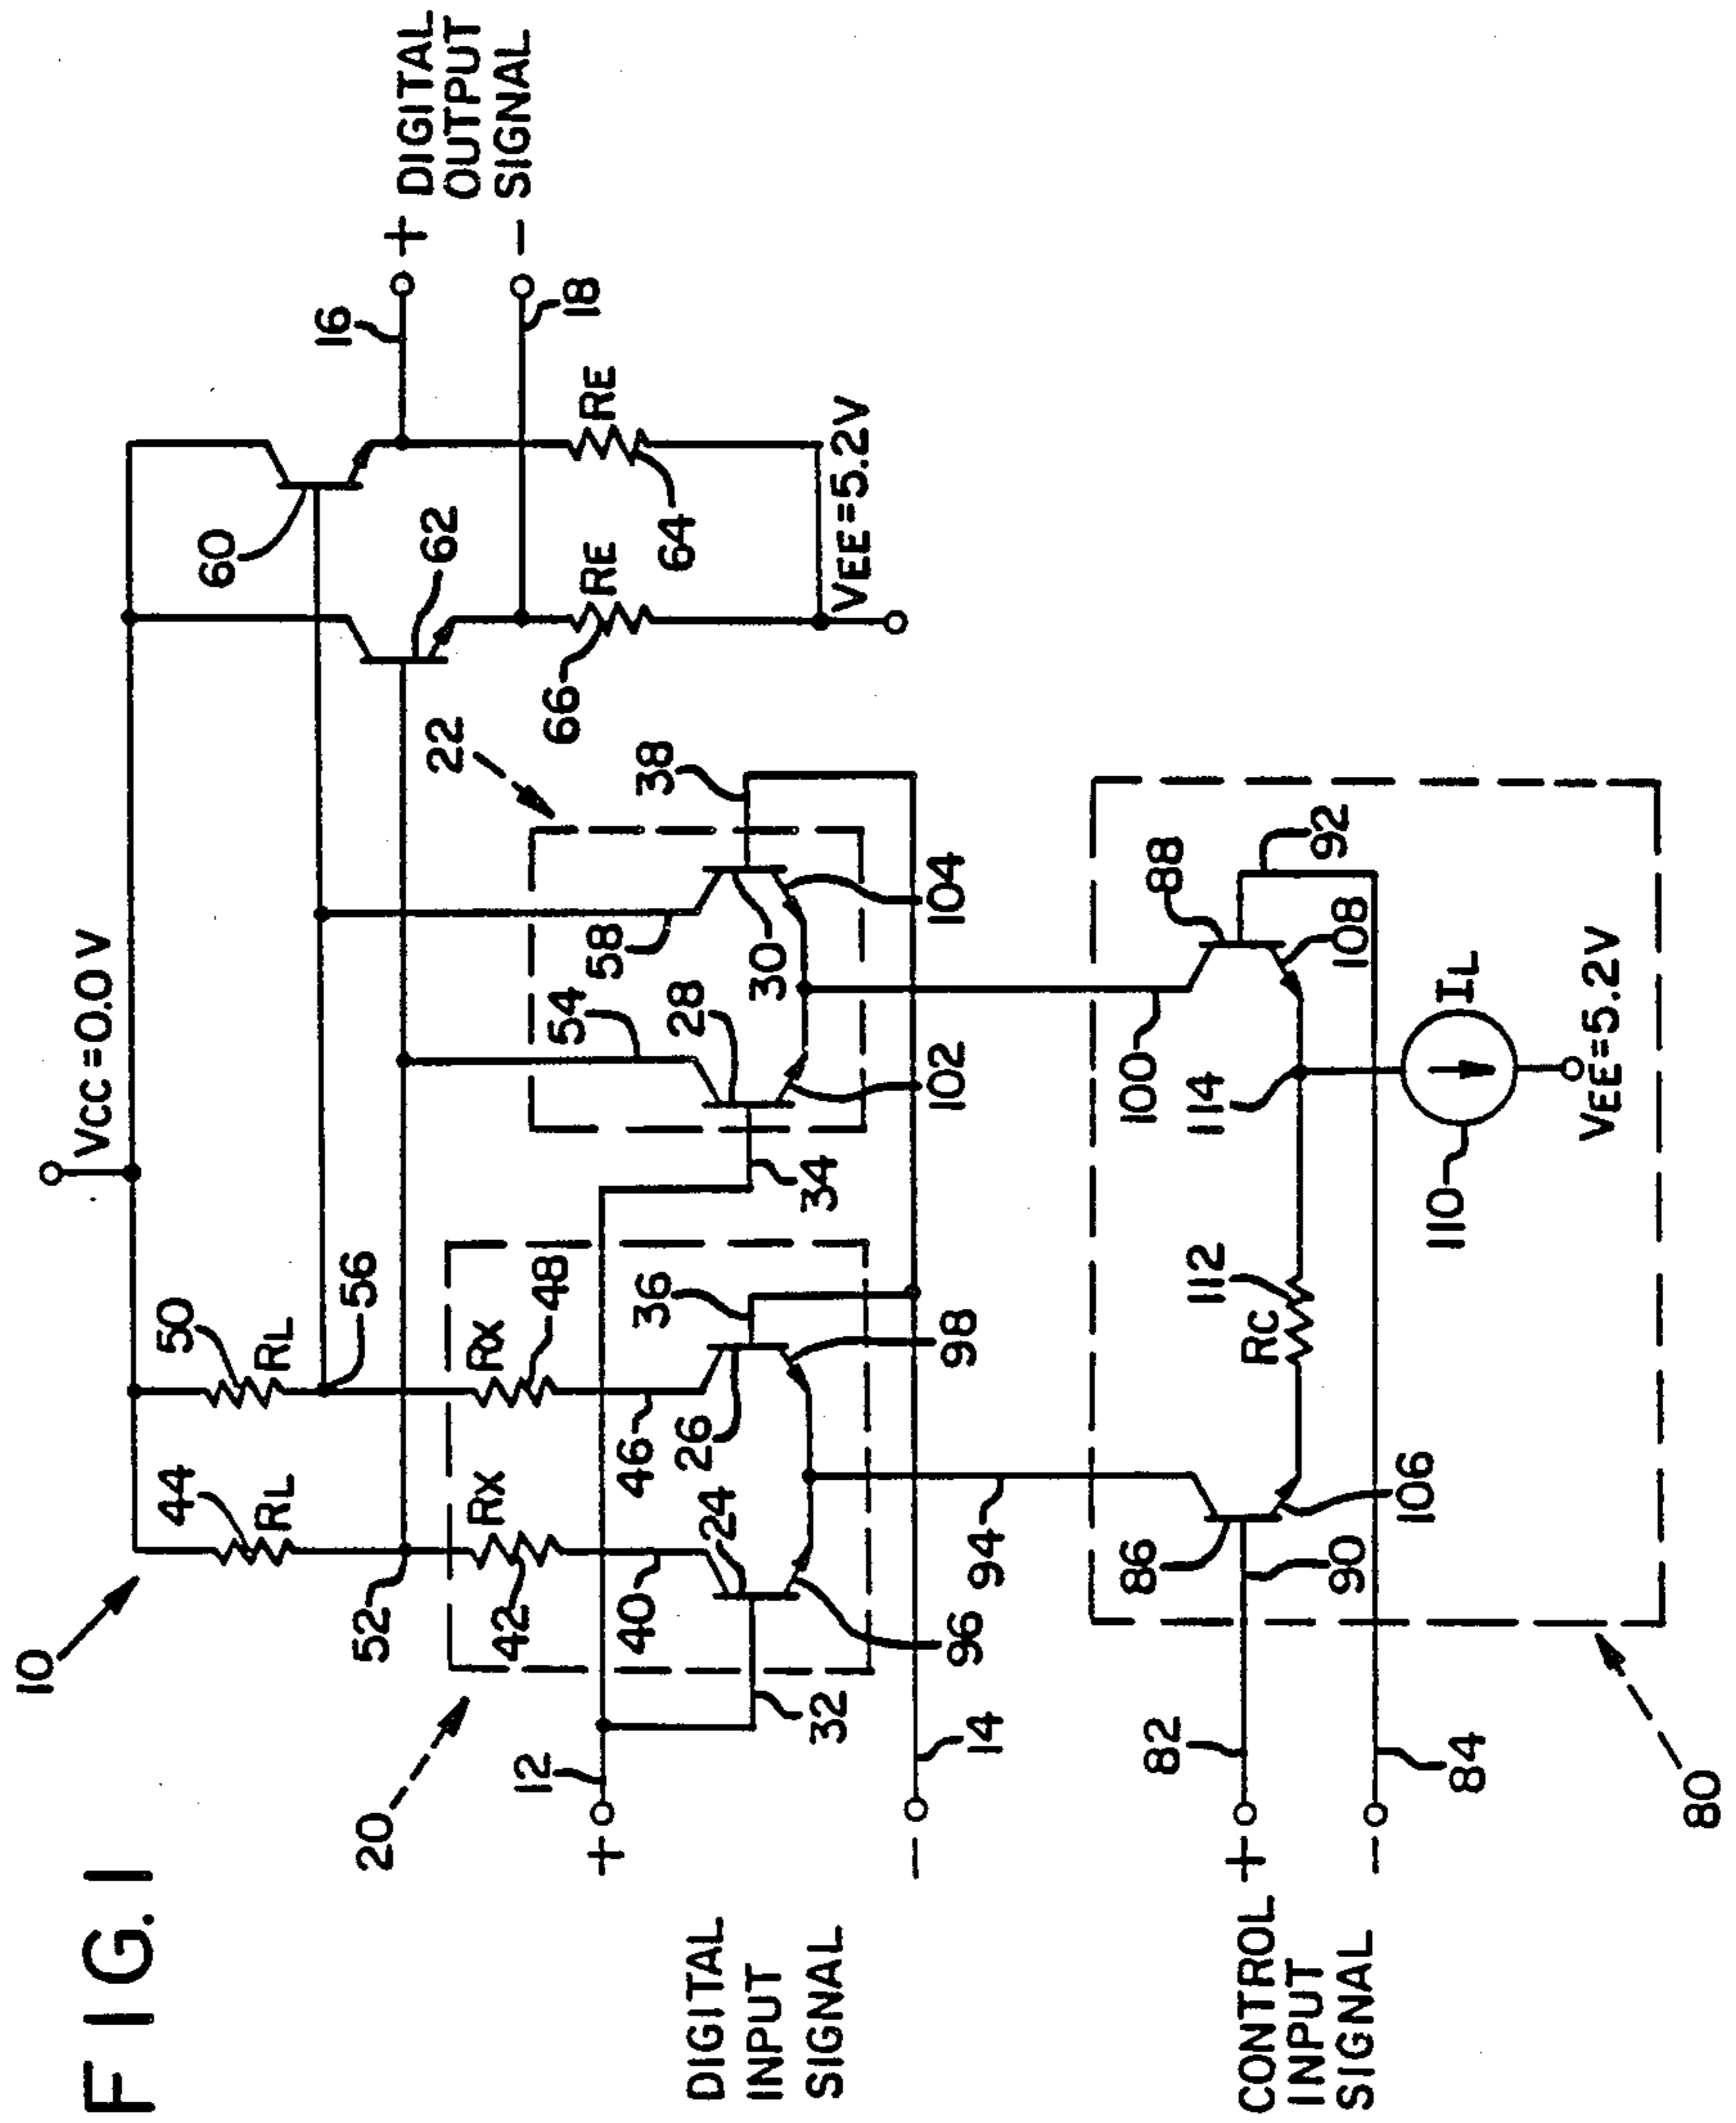 FIG. 1
10
VCC=0.0V
44
RL
50
RL
56
52
60
62
16
+ DIGITAL
OUTPUT
- SIGNAL
18
20
42
RX
RX
48
22
54
58
66
RE
RE
64
VEE=5.2V
12
+
40
24
46
26
36
34
28
30
38
DIGITAL
INPUT
SIGNAL
32
96
98
102
104
-
14
94
100
82
86
88
92
CONTROL +
INPUT
SIGNAL -
90
106
RC
112
114
108
84
110
IL
VEE=5.2V
80